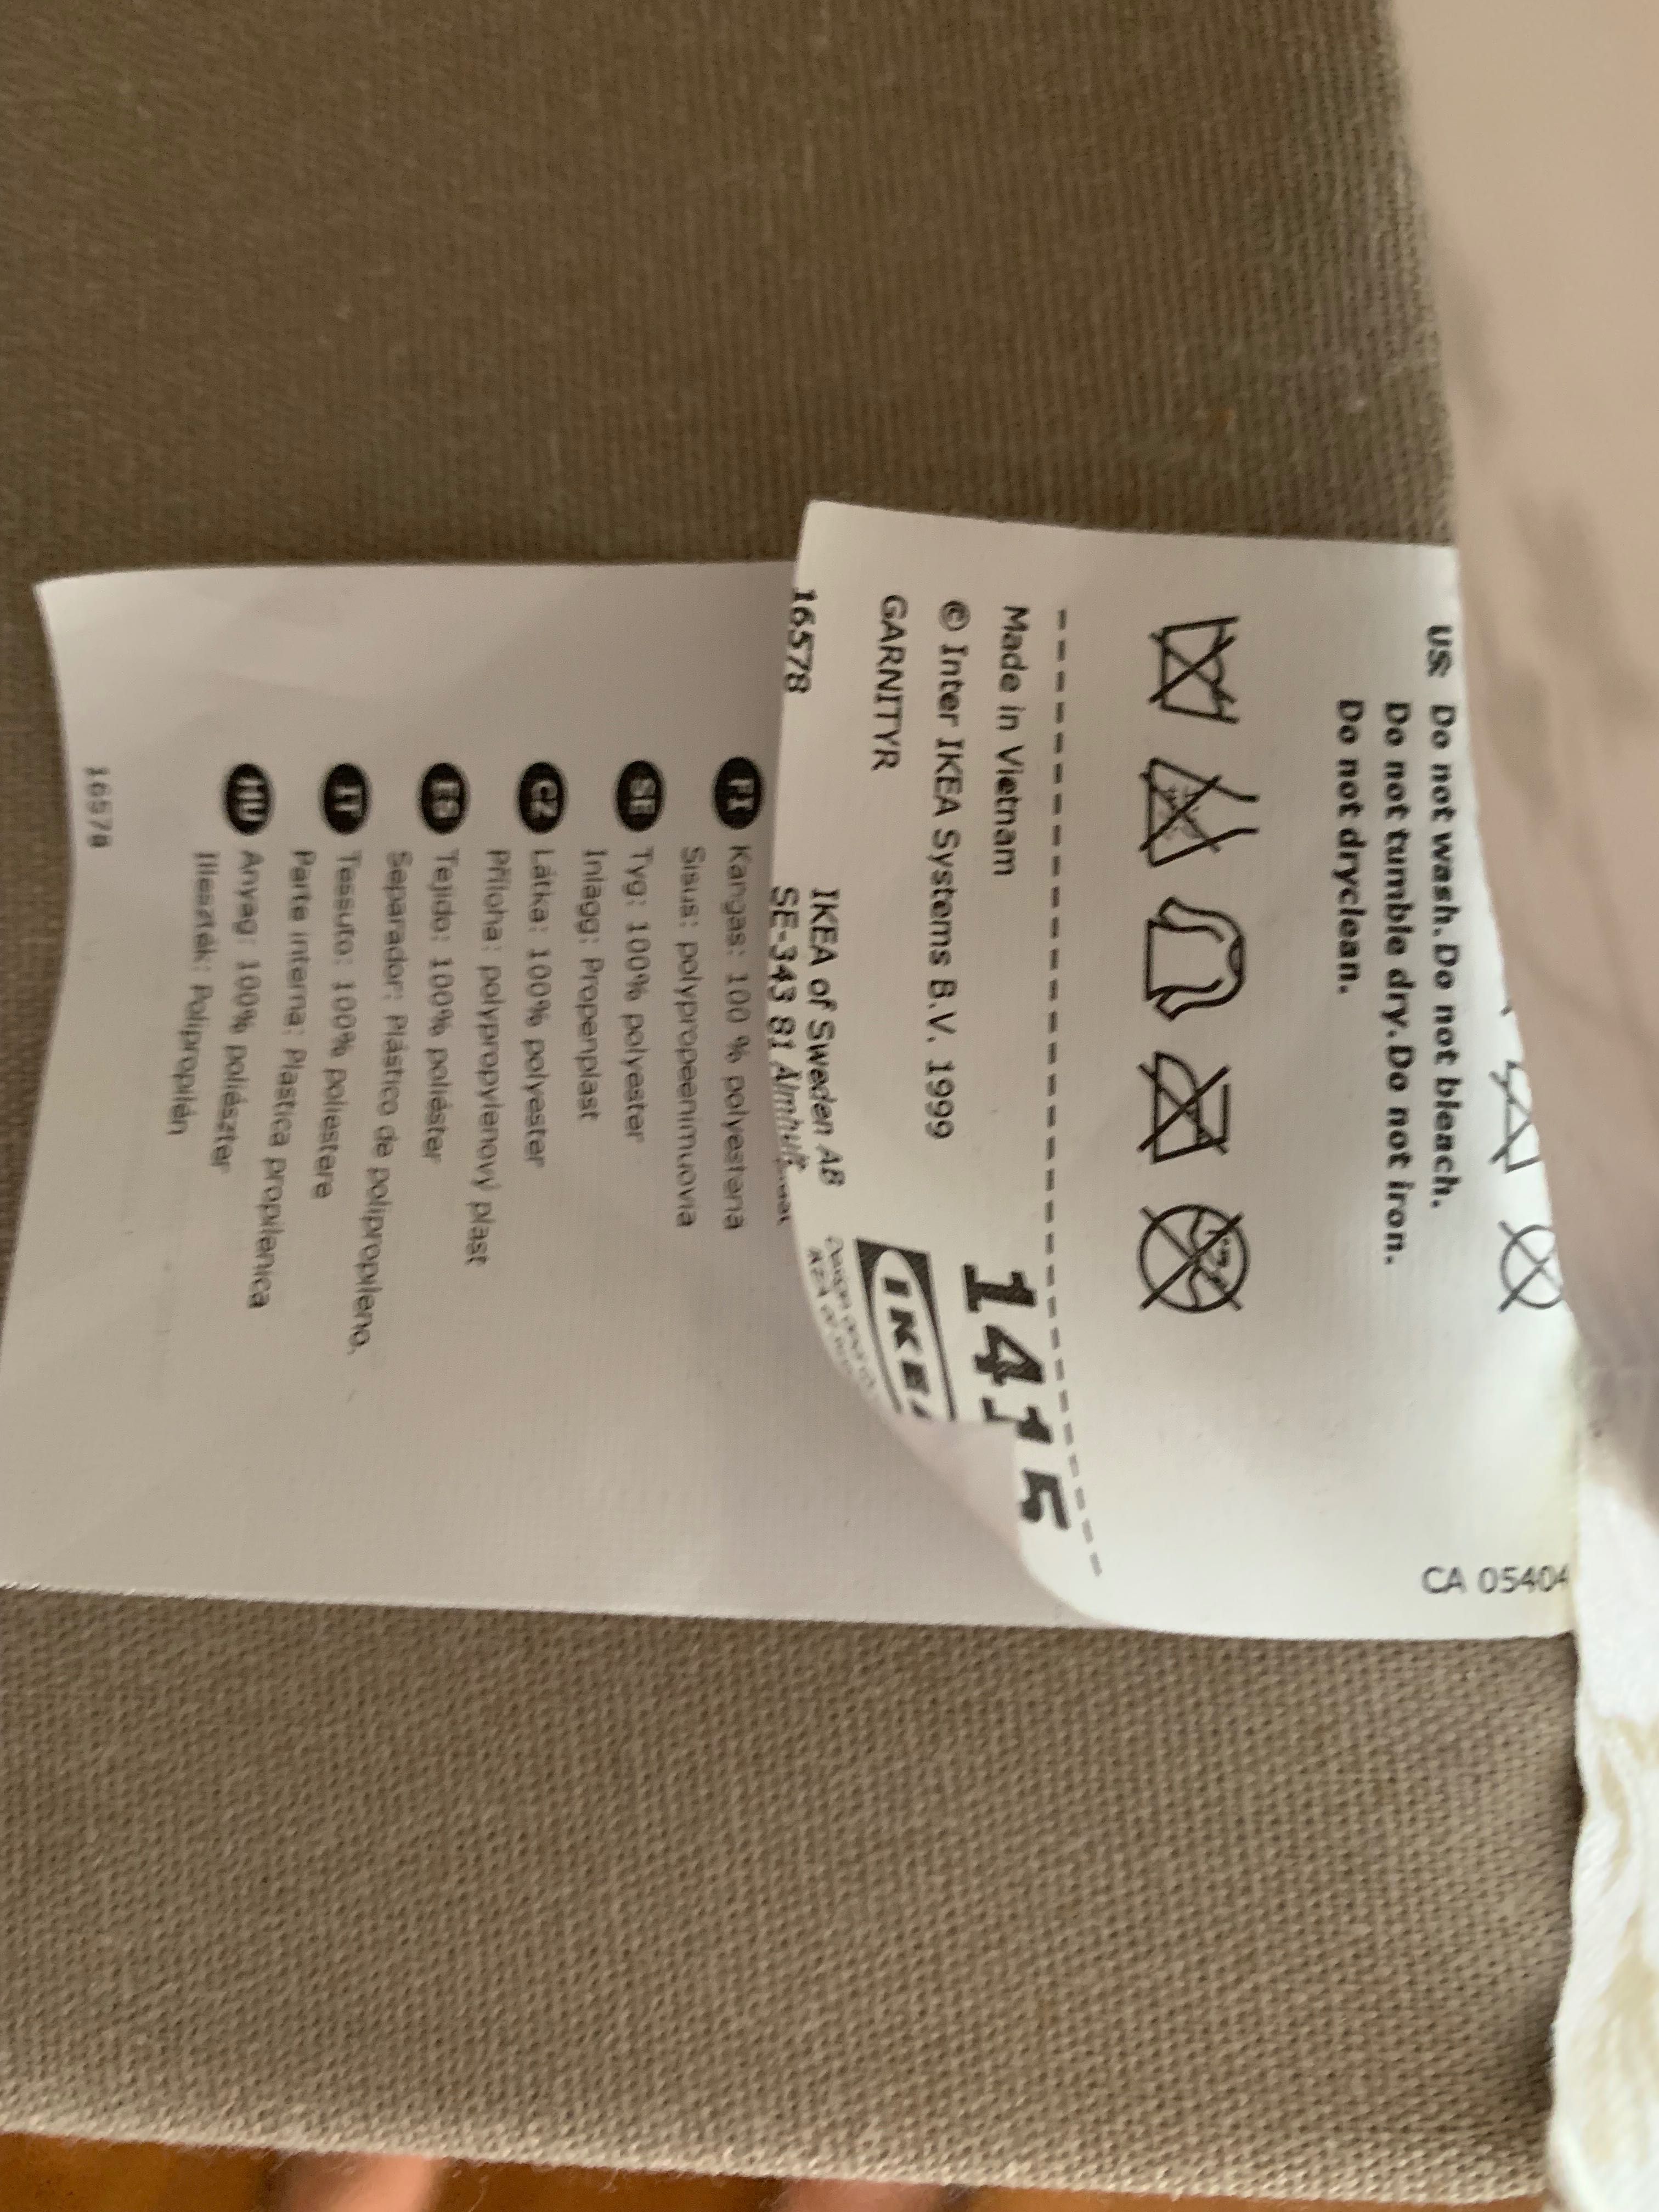 CA 05404
US: Do not wash. Do not bleach.
Do not tumble dry. Do not iron.
Do not dryclean.
Made in Vietnam
© Inter IKEA Systems B.V. 1999
GARNITYR
1415
IKEA
16578
IKEA of Sweden AB
SE-343 81 Älmhult
FI Kangas: 100 % polyesteria
Sisus: polypropeenimuovia
SE Tyg: 100% polyester
Inlägg: Propenplast
CZ Látka: 100% polyester
Příloha: polypropylenový plast
ES Tejido: 100% poliéster
Separador: Plástico de polipropileno.
IT Tessuto: 100% poliestere
Parte interna: Plastica propilenica
HU Anyag: 100% poliészter
Illeszték: Polipropilén
16578